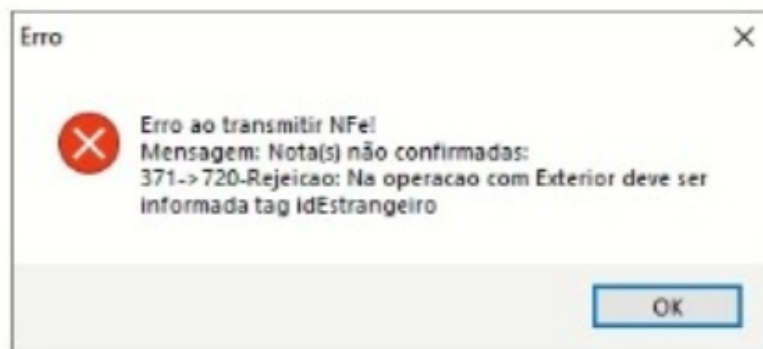 Erro
Erro ao transmitir NFe!
Mensagem: Nota(s) não confirmadas:
371->720-Rejeicao: Na operacao com Exterior deve ser
informada tag idEstrangeiro
OK